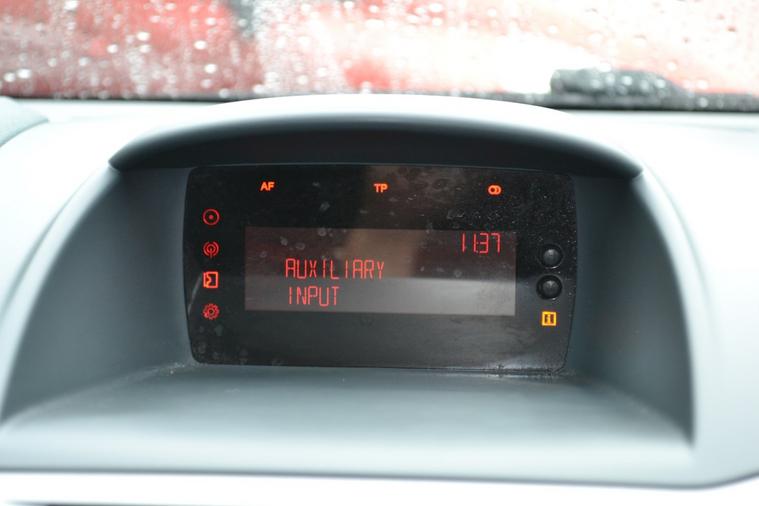 AF TP
11:37
AUXILIARY
INPUT
i